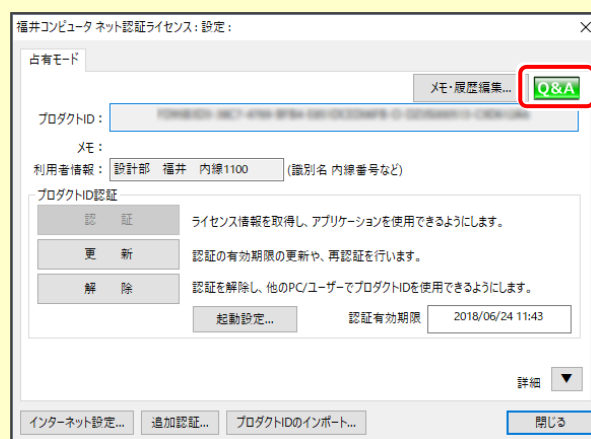 福井コンピュータ ネット認証ライセンス : 設定 :
占有モード
メモ・履歴編集...
Q&A
プロダクトID :
メモ :
利用者情報 : 設計部 福井 内線1100 (識別名 内線番号など)
プロダクトID認証
認 証 ライセンス情報を取得し、アプリケーションを使用できるようにします。
更 新 認証の有効期限の更新や、再認証を行います。
解 除 認証を解除し、他のPC/ユーザーでプロダクトIDを使用できるようにします。
起動設定... 認証有効期限 2018/06/24 11:43
詳細 ▼
インターネット設定... 追加認証... プロダクトIDのインポート... 閉じる